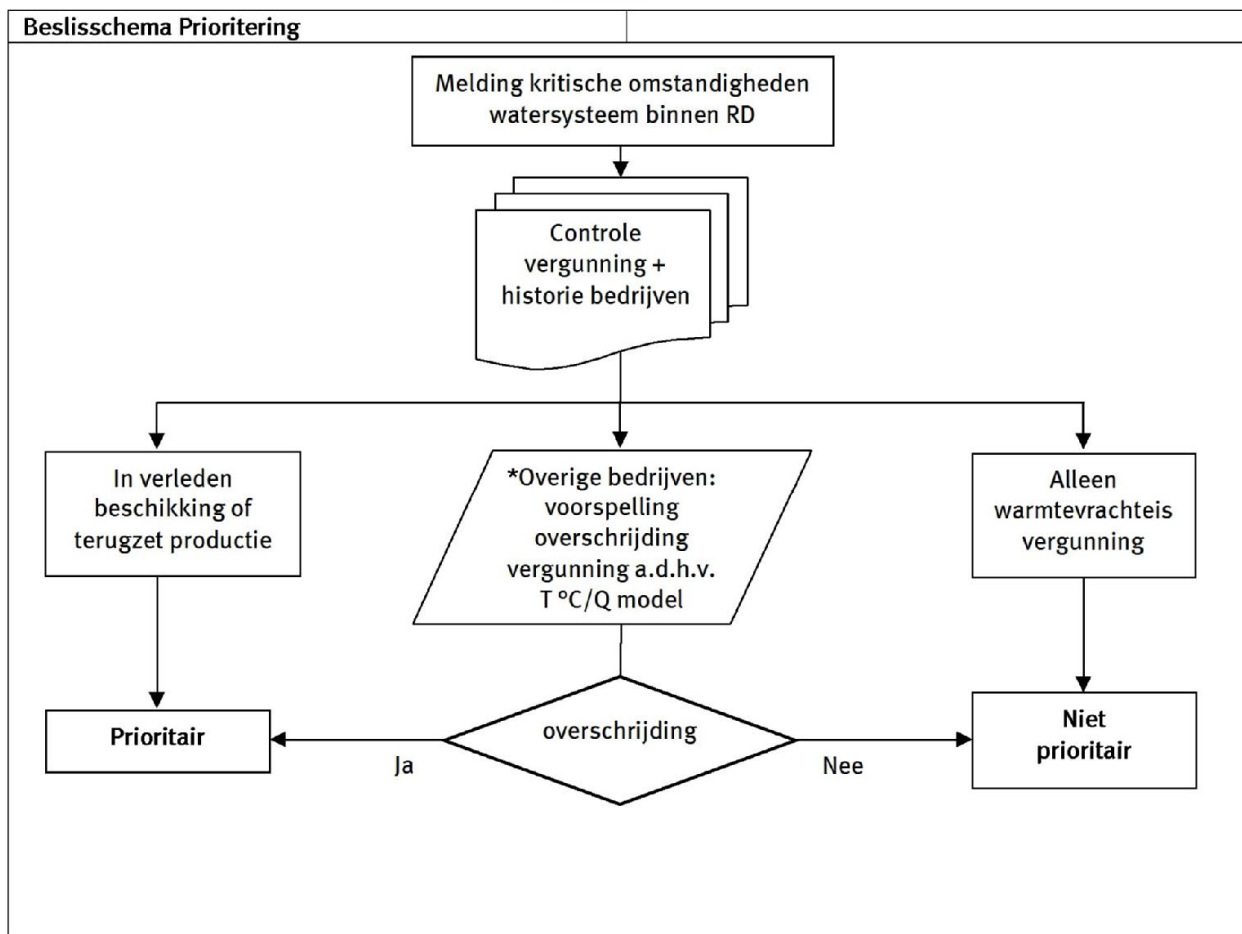 Beslisschema Prioritering
Melding kritische omstandigheden
watersysteem binnen RD
Controle
vergunning +
historie bedrijven
In verleden
beschikking of
terugzet productie
*Overige bedrijven:
voorspelling
overschrijding
vergunning a.d.h.v.
T °C/Q model
Alleen
warmtevrachteis
vergunning
Prioritair
overschrijding
Niet
prioritair
Ja
Nee